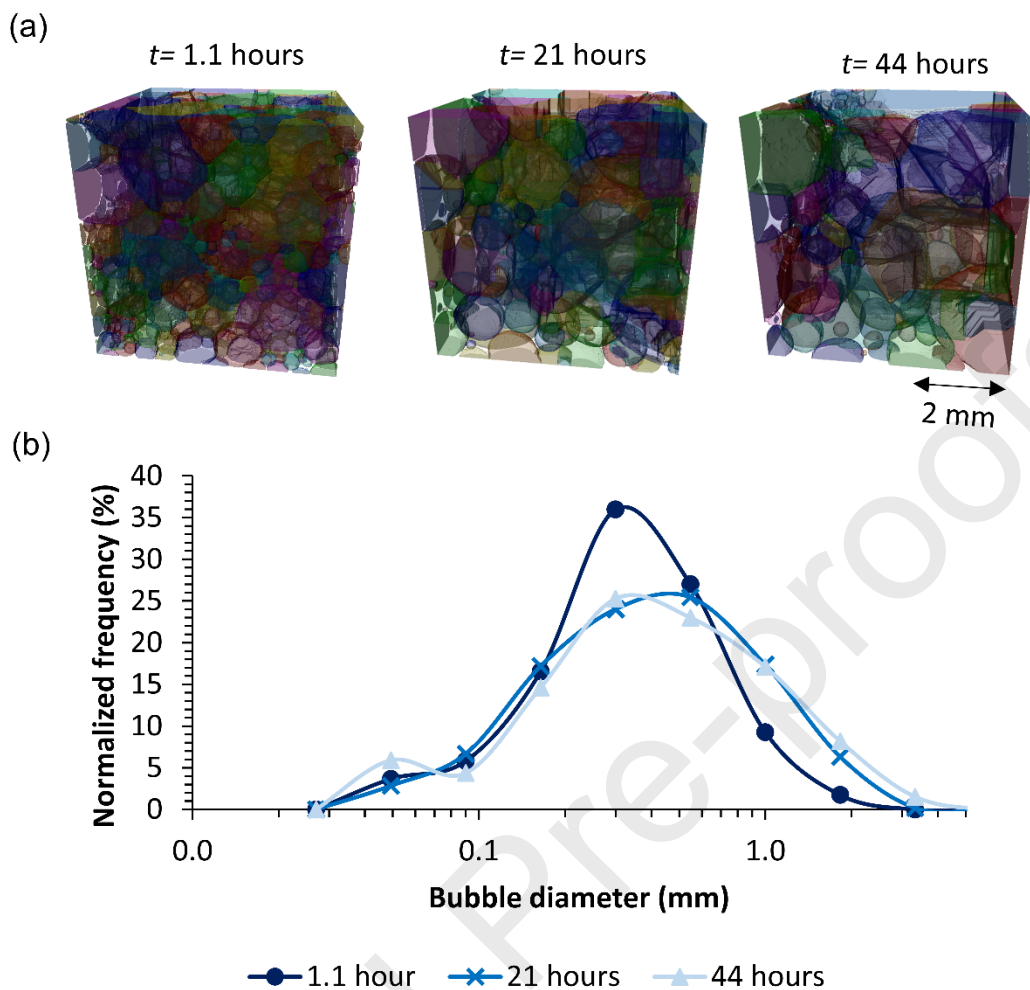 (a)
t= 1.1 hours
t= 21 hours
t= 44 hours
2 mm
(b)
40
35
30
25
20
15
10
5
0
Normalized frequency (%)
0.0
0.1
1.0
Bubble diameter (mm)
1.1 hour
21 hours
44 hours
Pre-proof